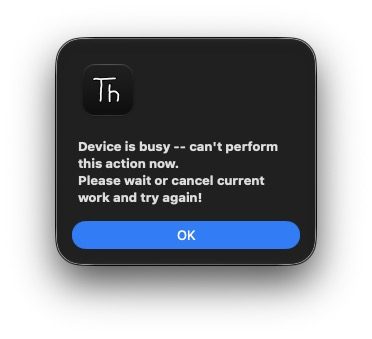 Th
Device is busy -- can't perform
this action now.
Please wait or cancel current
work and try again!
OK